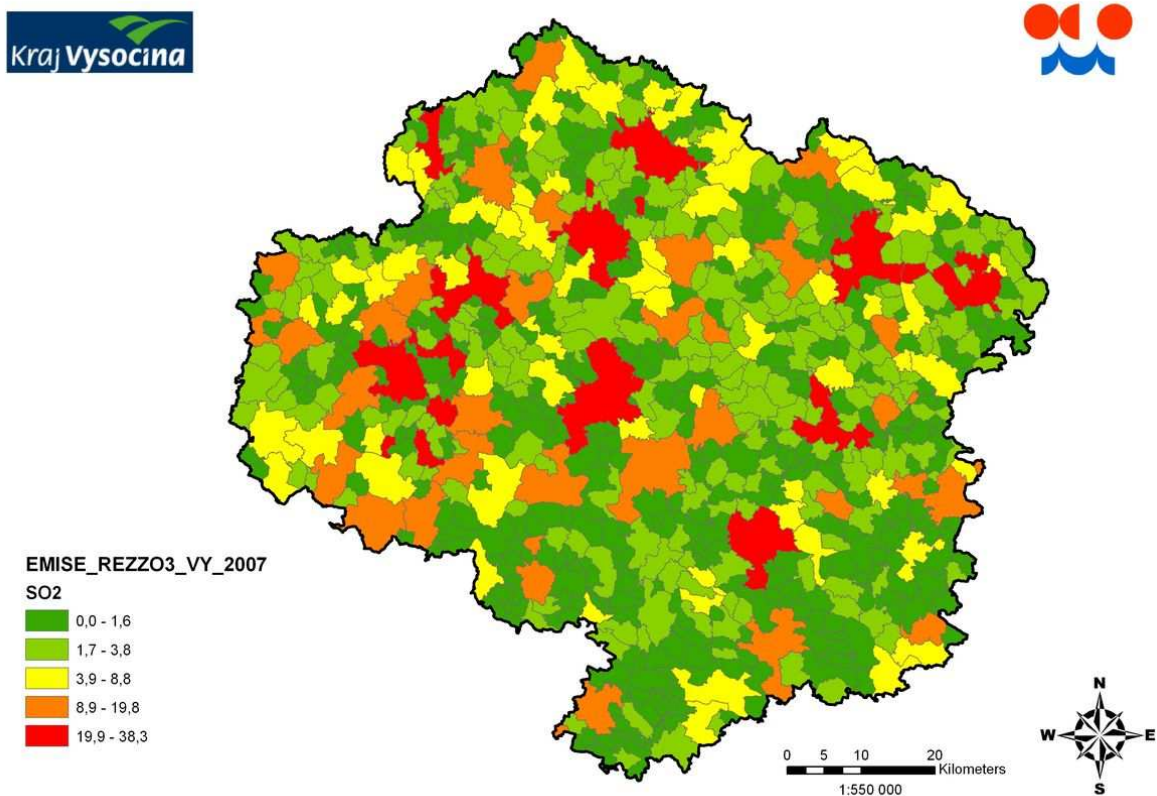 Kraj Vysočina
EMISE_REZZO3_VY_2007
SO2
0,0 - 1,6
1,7 - 3,8
3,9 - 8,8
8,9 - 19,8
19,9 - 38,3
N
W E
S
0 5 10 20
Kilometers
1:550 000